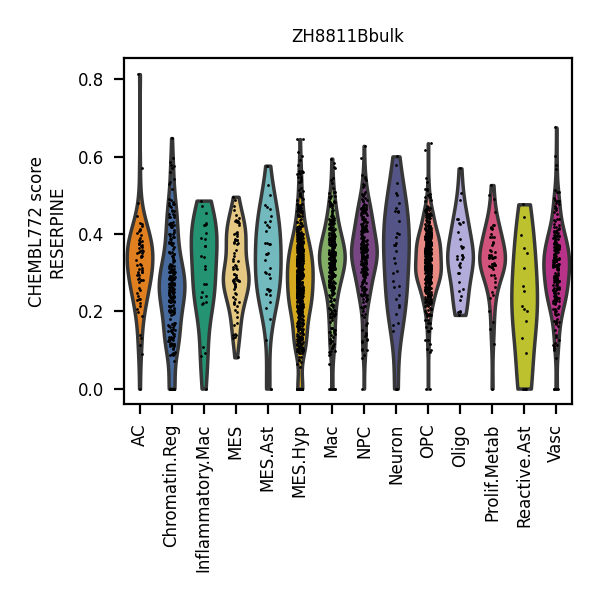 ZH8811Bbulk
CHEMBL772 score
RESERPINE
0.8
0.6
0.4
0.2
0.0
AC
Chromatin.Reg
Inflammatory.Mac
MES
MES.Ast
MES.Hyp
Mac
NPC
Neuron
OPC
Oligo
Prolif.Metab
Reactive.Ast
Vasc